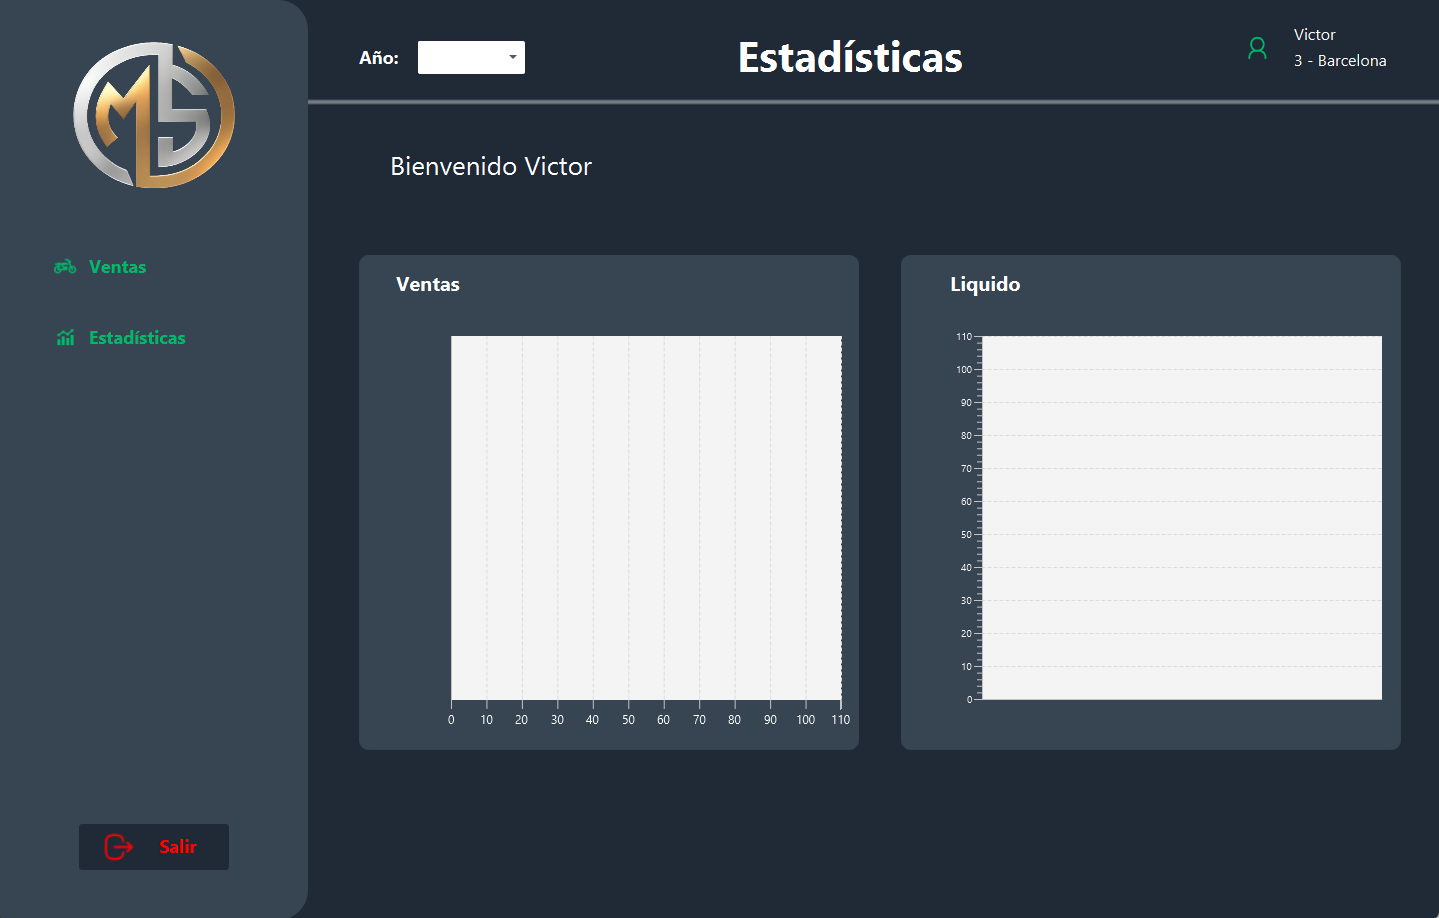 MS
Ventas
Estadísticas
Salir
Año:
Estadísticas
Victor
3 - Barcelona
Bienvenido Victor
Ventas
0 10 20 30 40 50 60 70 80 90 100 110
Liquido
110
100
90
80
70
60
50
40
30
20
10
0